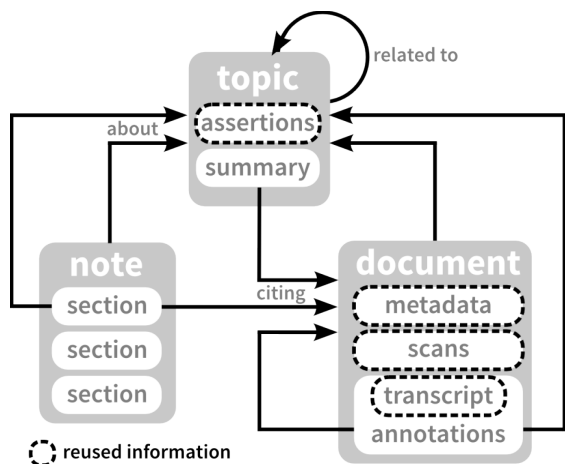 related to
topic
assertions
about
summary
note
document
section
citing
metadata
section
scans
section
transcript
annotations
reused information